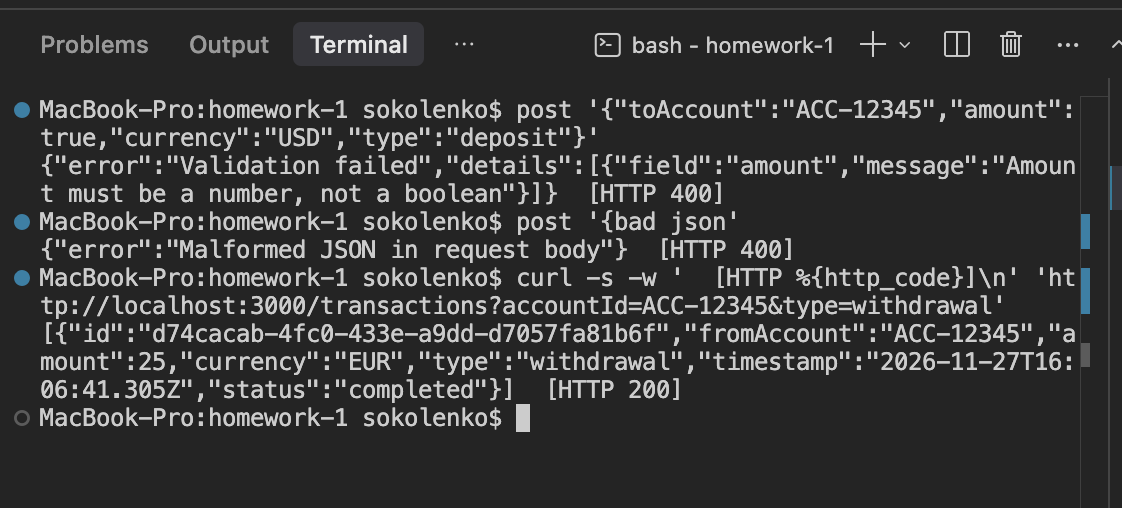 Problems Output Terminal ··· bash - homework-1
MacBook-Pro:homework-1 sokolenko$ post '{"toAccount":"ACC-12345","amount":
true,"currency":"USD","type":"deposit"}'
{"error":"Validation failed","details":[{"field":"amount","message":"Amoun
t must be a number, not a boolean"}]}  [HTTP 400]
MacBook-Pro:homework-1 sokolenko$ post '{bad json'
{"error":"Malformed JSON in request body"}  [HTTP 400]
MacBook-Pro:homework-1 sokolenko$ curl -s -w '  [HTTP %{http_code}]\n' 'ht
tp://localhost:3000/transactions?accountId=ACC-12345&type=withdrawal'
[{"id":"d74cacab-4fc0-433e-a9dd-d7057fa81b6f","fromAccount":"ACC-12345","a
mount":25,"currency":"EUR","type":"withdrawal","timestamp":"2026-11-27T16:
06:41.305Z","status":"completed"}]  [HTTP 200]
MacBook-Pro:homework-1 sokolenko$